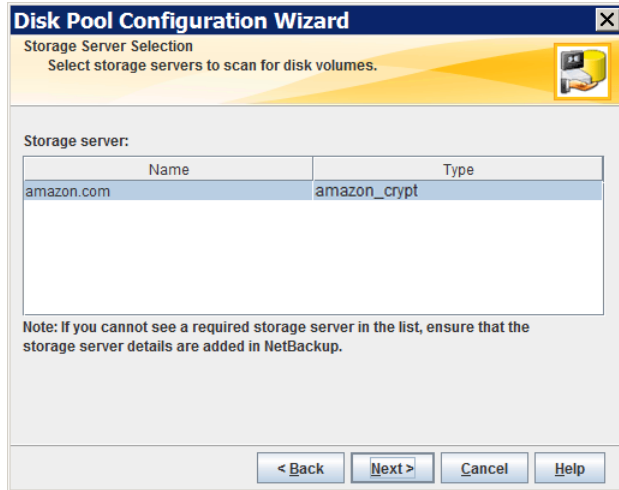 Disk Pool Configuration Wizard
Storage Server Selection
Select storage servers to scan for disk volumes.
Storage server:
Name Type
amazon.com amazon_crypt
Note: If you cannot see a required storage server in the list, ensure that the
storage server details are added in NetBackup.
< Back Next > Cancel Help